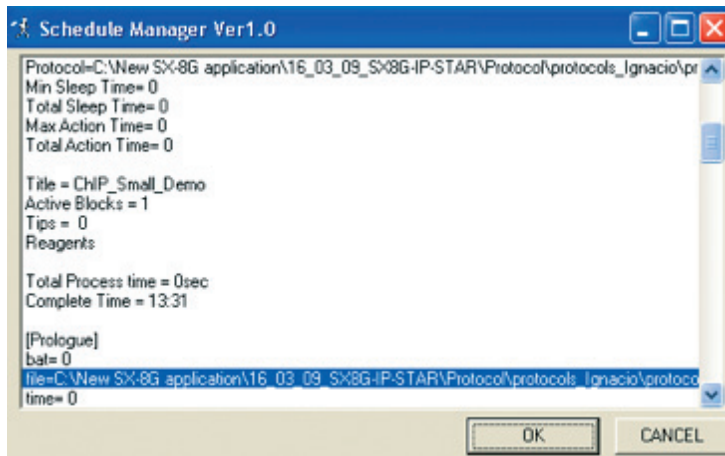 Schedule Manager Ver1.0
Protocol=C:\New SX-8G application\16_03_09_SX8G-IP-STAR\Protocol\protocols_Ignacio\pr
Min Sleep Time= 0
Total Sleep Time= 0
Max Action Time= 0
Total Action Time= 0
Title = ChIP_Small_Demo
Active Blocks = 1
Tips = 0
Reagents
Total Process time = 0sec
Complete Time = 13:31
[Prologue]
bat= 0
file=C:\New SX-8G application\16_03_09_SX8G-IP-STAR\Protocol\protocols_Ignacio\protoco
time= 0
OK CANCEL